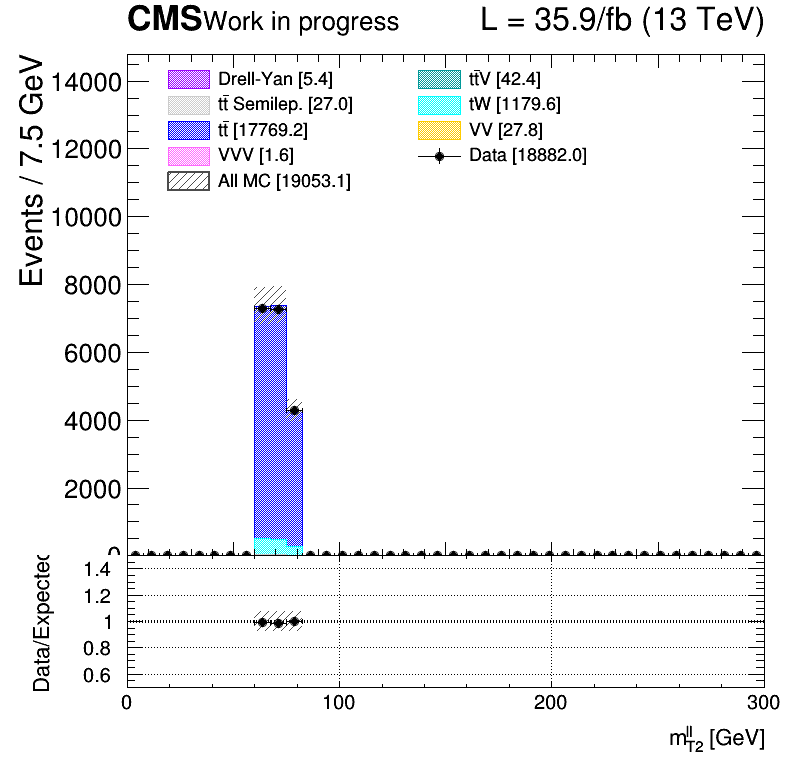 CMS Work in progress L = 35.9/fb (13 TeV)
Events / 7.5 GeV
14000
12000
10000
8000
6000
4000
2000
0
Drell-Yan [5.4]
tt̄ Semilep. [27.0]
tt̄ [17769.2]
VVV [1.6]
All MC [19053.1]
tt̄V [42.4]
tW [1179.6]
VV [27.8]
Data [18882.0]
Data/Expected
1.4
1.2
1
0.8
0.6
0 100 200 300
m_{T2}^{ll} [GeV]